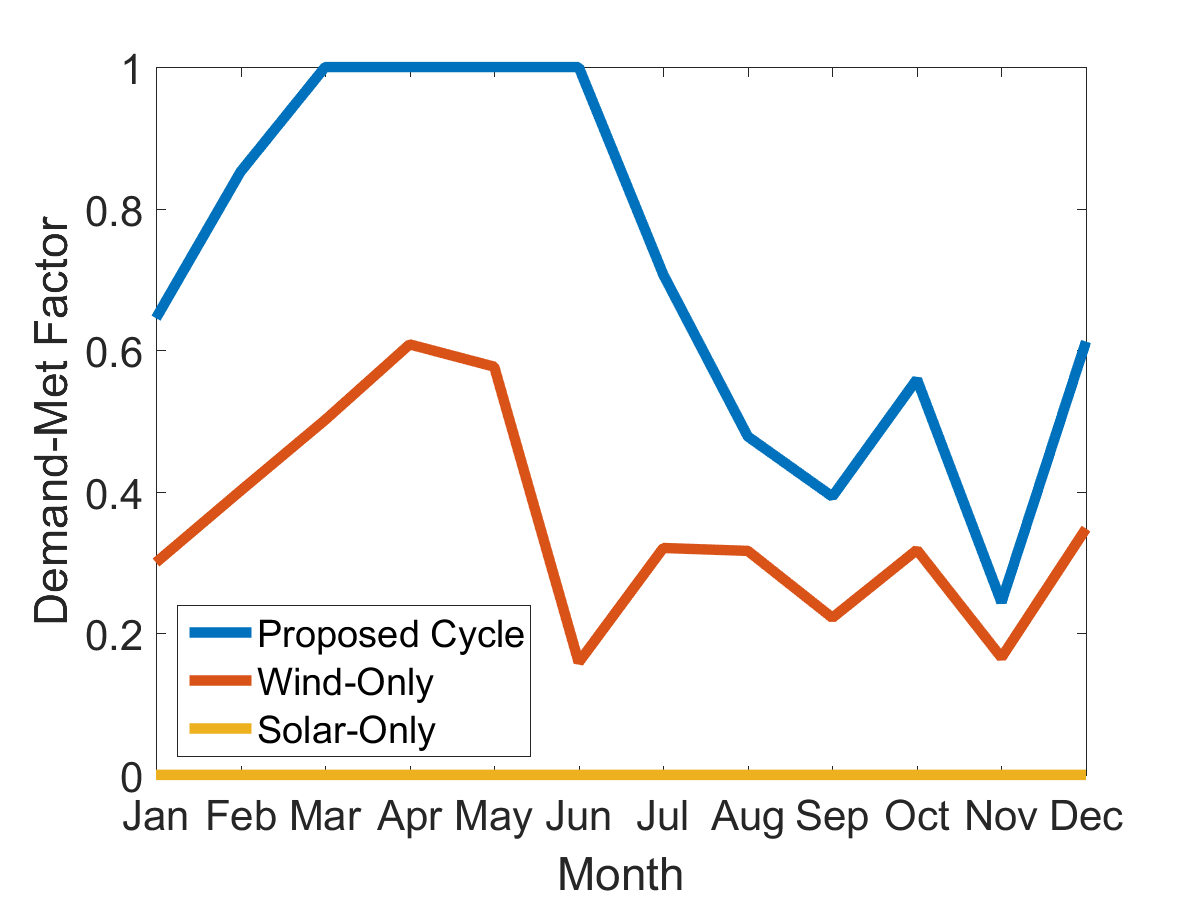 1
0.8
0.6
0.4
0.2
0
Demand-Met Factor
Proposed Cycle
Wind-Only
Solar-Only
Jan Feb Mar Apr May Jun Jul Aug Sep Oct Nov Dec
Month